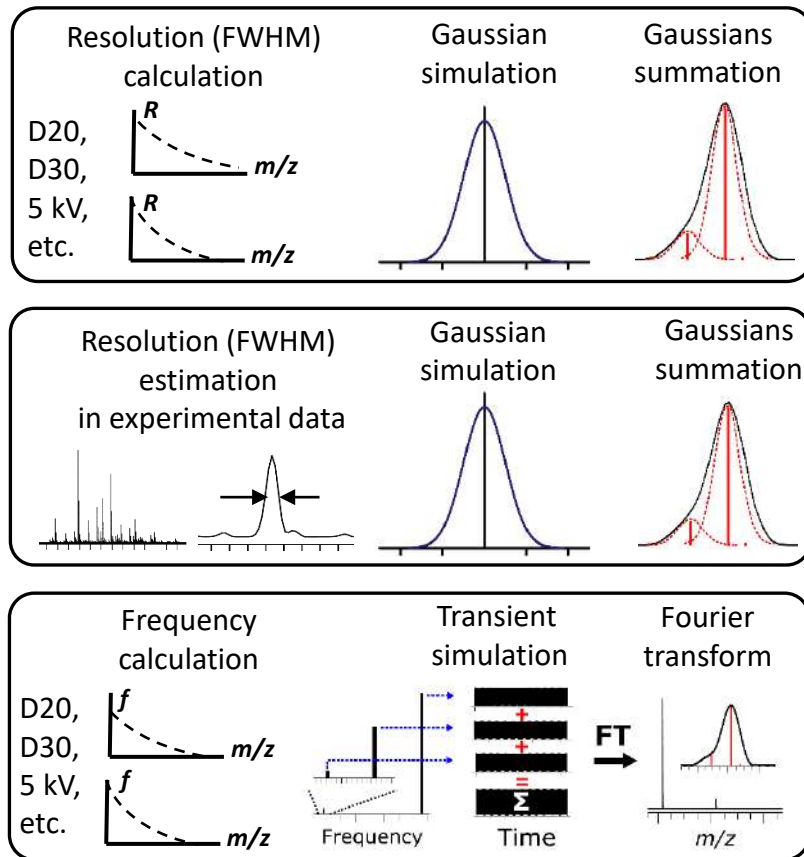 Resolution (FWHM)
calculation
Gaussian
simulation
Gaussians
summation
D20,
D30,
5 kV,
etc.
R
m/z
R
m/z
Resolution (FWHM)
estimation
in experimental data
Gaussian
simulation
Gaussians
summation
Frequency
calculation
Transient
simulation
Fourier
transform
D20,
D30,
5 kV,
etc.
f
m/z
f
m/z
Frequency
+
+
=
Σ
Time
FT
m/z